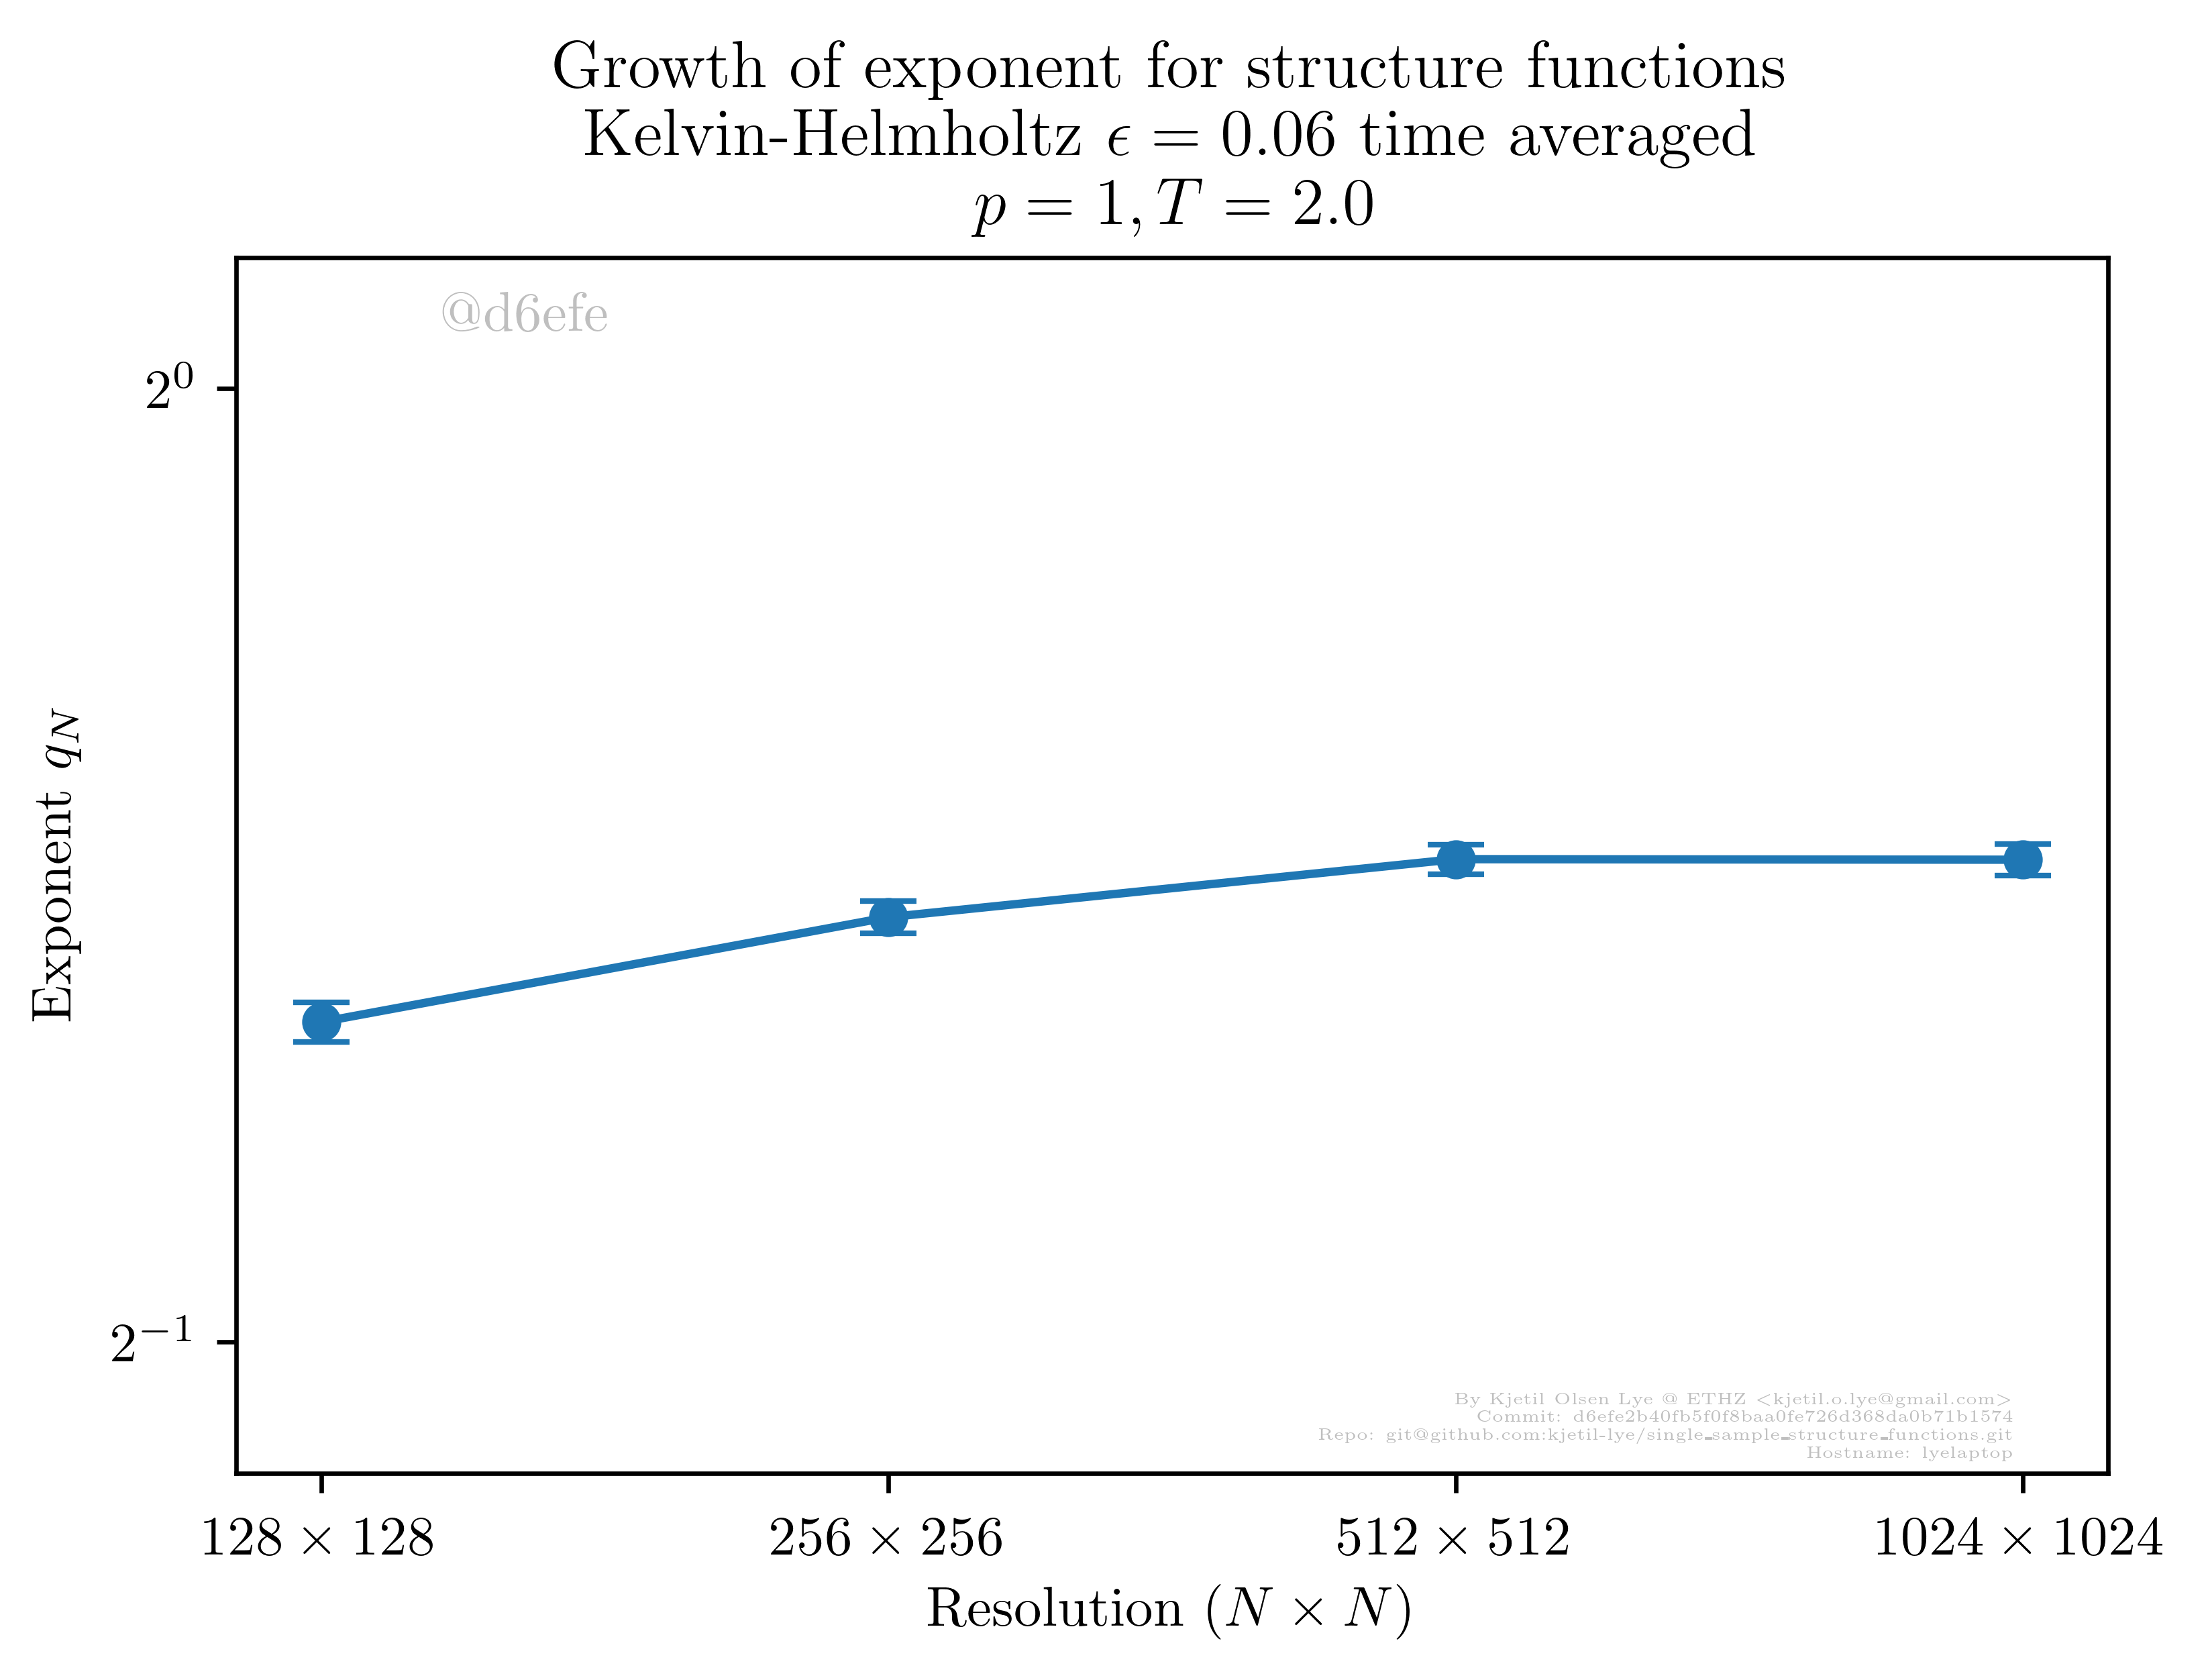 Growth of exponent for structure functions
Kelvin-Helmholtz ϵ = 0.06 time averaged
p = 1, T = 2.0
@d6efe
2⁰
Exponent q_N
2⁻¹
By Kjetil Olsen Lye @ ETHZ <kjetil.o.lye@gmail.com>
Commit: d6efe2b40fb5f0f8baa0fe726d368da0b71b1574
Repo: git@github.com:kjetil-lye/single_sample_structure_functions.git
Hostname: lyelaptop
128 × 128 256 × 256 512 × 512 1024 × 1024
Resolution (N × N)